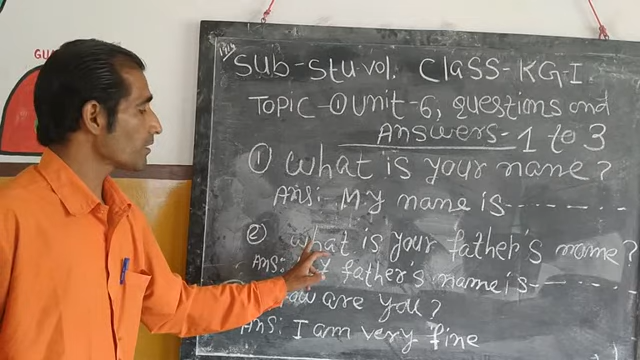 GU
Sub-Stu.vol. Class-KG-I
Topic-① Unit-6, questions and
Answers-1 to 3
① What is your name?
Ans:- My name is--------
② What is your father's name?
Ans: My father's name is--------
How are you?
Ans: I am very fine